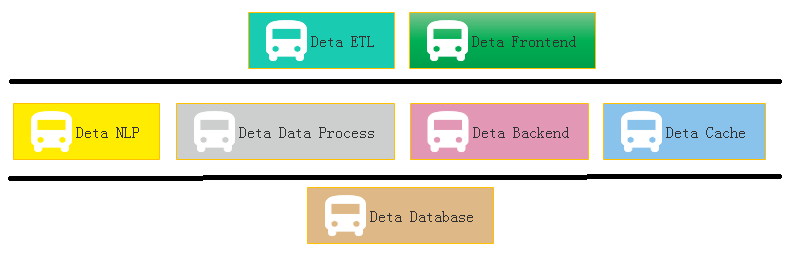 Deta ETL
Deta Frontend
Deta NLP
Deta Data Process
Deta Backend
Deta Cache
Deta Database